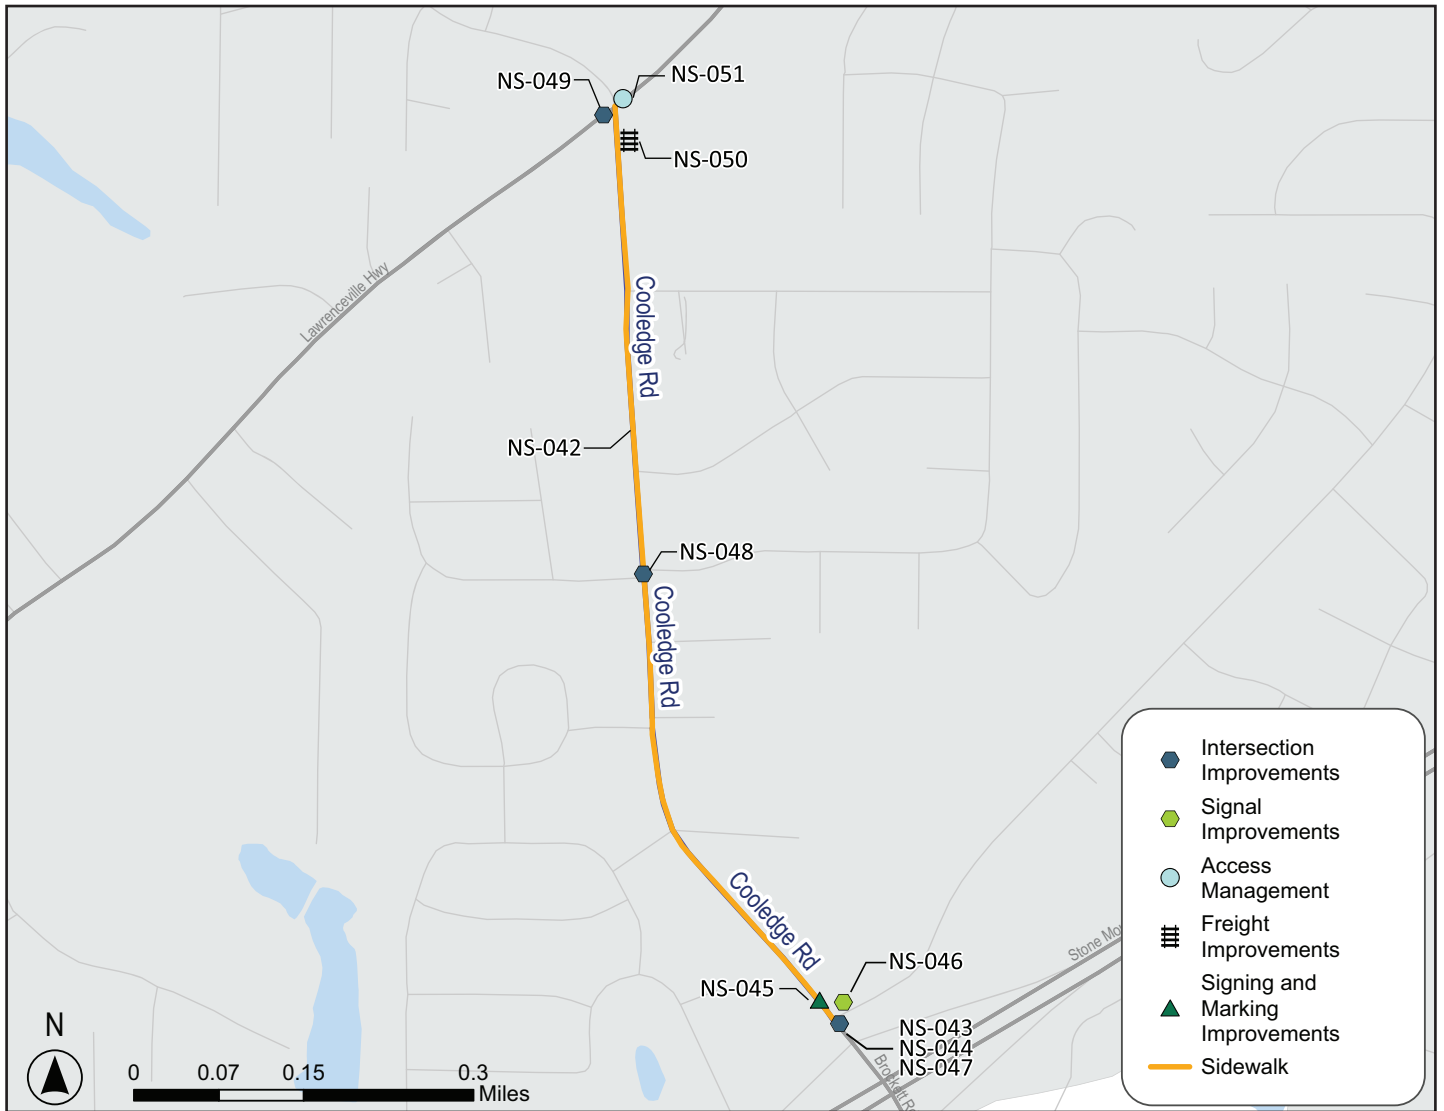 NS-051
NS-049
NS-050
Lawrenceville Hwy
Cooledge Rd
NS-042
NS-048
Cooledge Rd
Cooledge Rd
NS-046
NS-045
NS-043
NS-044
NS-047
Stone
Brockett
Intersection
Improvements
Signal
Improvements
Access
Management
Freight
Improvements
Signing and
Marking
Improvements
Sidewalk
N
0 0.07 0.15 0.3
Miles